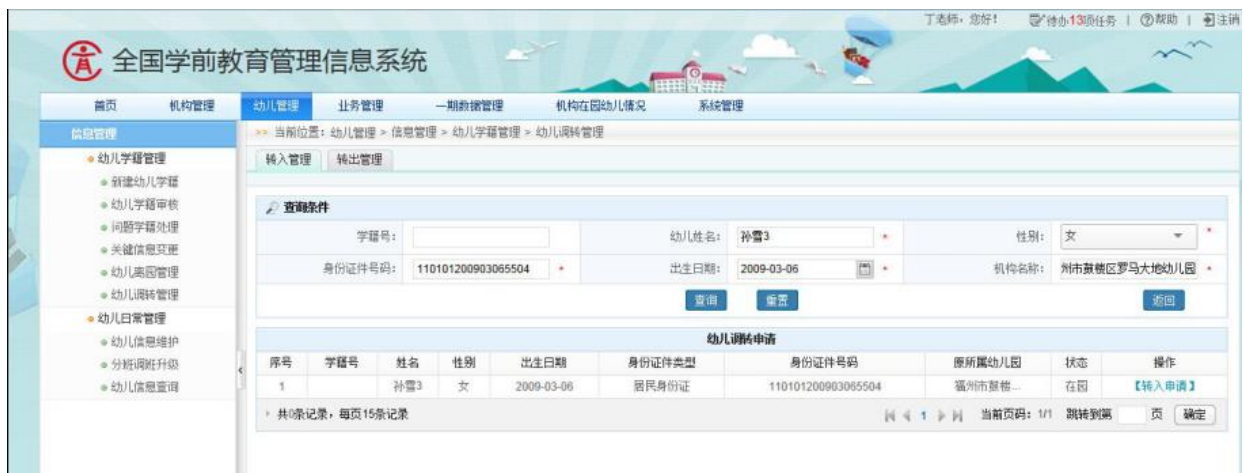 丁老师,您好! 待办13项任务 | 帮助 | 注销
全国学前教育管理信息系统
首页 机构管理 幼儿管理 业务管理 一期数据管理 机构在园幼儿情况 系统管理
信息管理
>> 当前位置:幼儿管理 > 信息管理 > 幼儿学籍管理 > 幼儿调转管理
幼儿学籍管理
新建幼儿学籍
幼儿学籍审核
问题学籍处理
关键信息变更
幼儿离园管理
幼儿调转管理
幼儿日常管理
幼儿信息维护
分班调班升级
幼儿信息查询
转入管理 转出管理
查询条件
学籍号: 幼儿姓名: 孙雪3 * 性别: 女 *
身份证件号码: 110101200903065504 * 出生日期: 2009-03-06 * 机构名称: 州市鼓楼区罗马大地幼儿园 *
查询 重置 返回
幼儿调转申请
序号 学籍号 姓名 性别 出生日期 身份证件类型 身份证件号码 原所属幼儿园 状态 操作
1 孙雪3 女 2009-03-06 居民身份证 110101200903065504 福州市鼓楼... 在园 【转入申请】
共0条记录,每页15条记录 1 当前页码: 1/1 跳转到第 页 确定